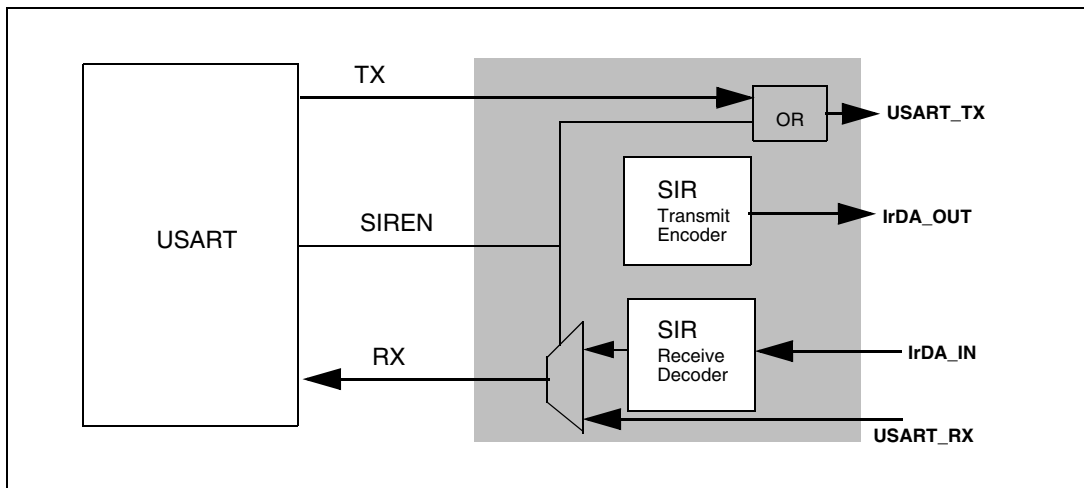 TX
OR
USART_TX
SIR
Transmit
Encoder
IrDA_OUT
USART
SIREN
SIR
Receive
Decoder
IrDA_IN
RX
USART_RX